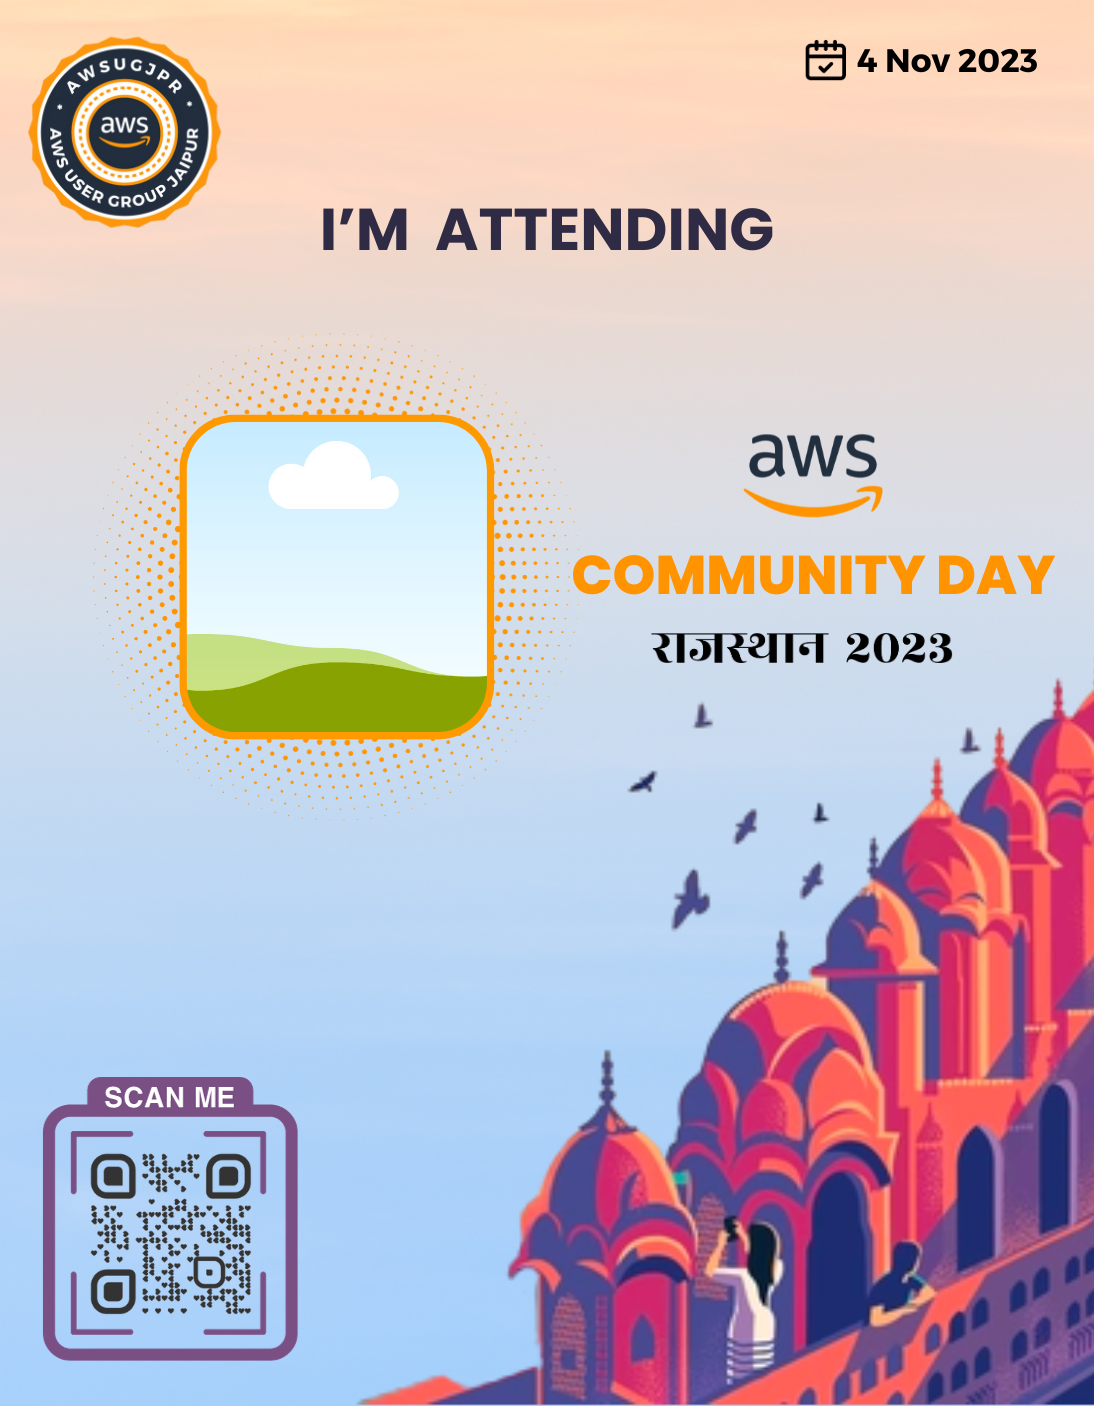 AWSUGJPR
aws
AWS USER GROUP JAIPUR
4 Nov 2023
I’M ATTENDING
aws
COMMUNITY DAY
राजस्थान 2023
SCAN ME